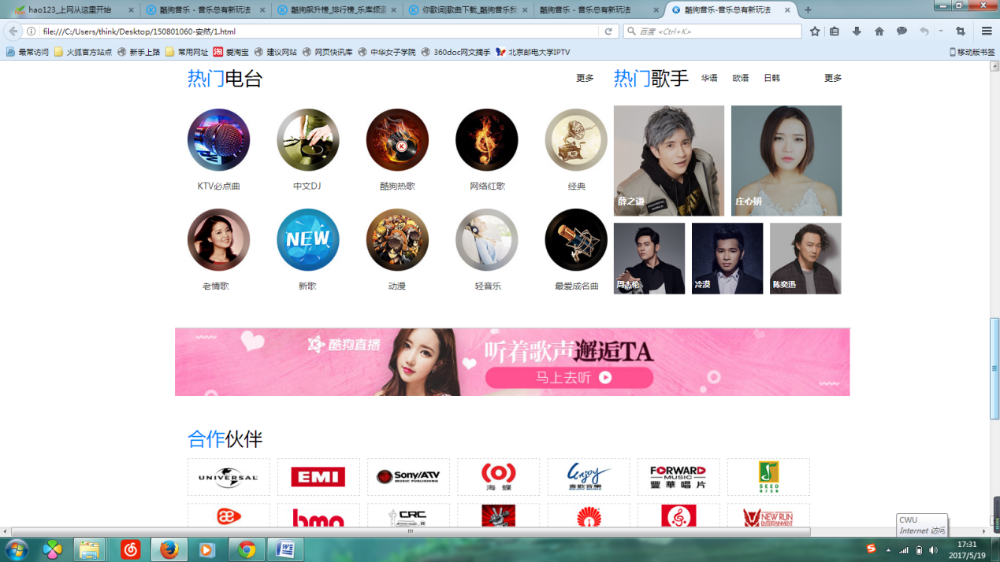 hao123_上网从这里开始
酷狗音乐 - 音乐总有新玩法
酷狗飙升榜_排行榜_乐库频道
你歌词|歌曲下载_酷狗音乐我
酷狗音乐 - 音乐总有新玩法
酷狗音乐-音乐总有新玩法
file:///C:/Users/think/Desktop/150801060-安然/1.html
百度 <Ctrl+K>
最常访问 火狐官方站点 新手上路 常用网址 爱淘宝 建议网站 网页快讯库 中华女子学院 360doc网文摘手 北京邮电大学IPTV 移动版书签
热门电台 更多
热门歌手 华语 欧语 日韩 更多
KTV必点曲 中文DJ 酷狗热歌 网络红歌 经典
薛之谦 庄心妍
NEW
老情歌 新歌 动漫 轻音乐 最爱成名曲
周杰伦 冷漠 陈奕迅
酷狗直播
听着歌声邂逅TA
马上去听
合作伙伴
UNIVERSAL
EMI
SONY/ATV
MUSIC PUBLISHING
海蝶
Enjoy
喜歡音樂
FORWARD
MUSIC
豐華唱片
SEED
bmg
CRC
NEW RUN
ENTERTAINMENT
CWU
Internet 访问
17:31
2017/5/19